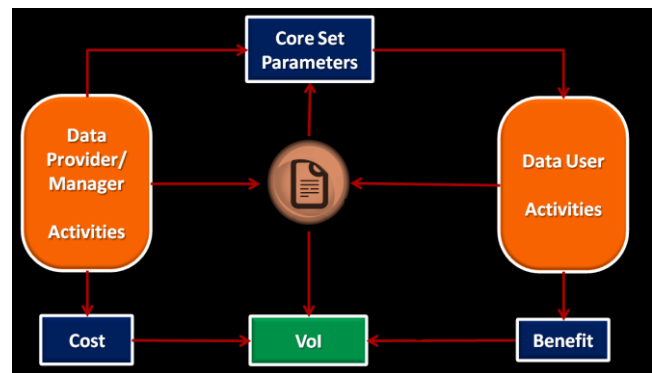 Core Set
Parameters
Data
Provider/
Manager
Activities
Data User
Activities
Cost
VoI
Benefit